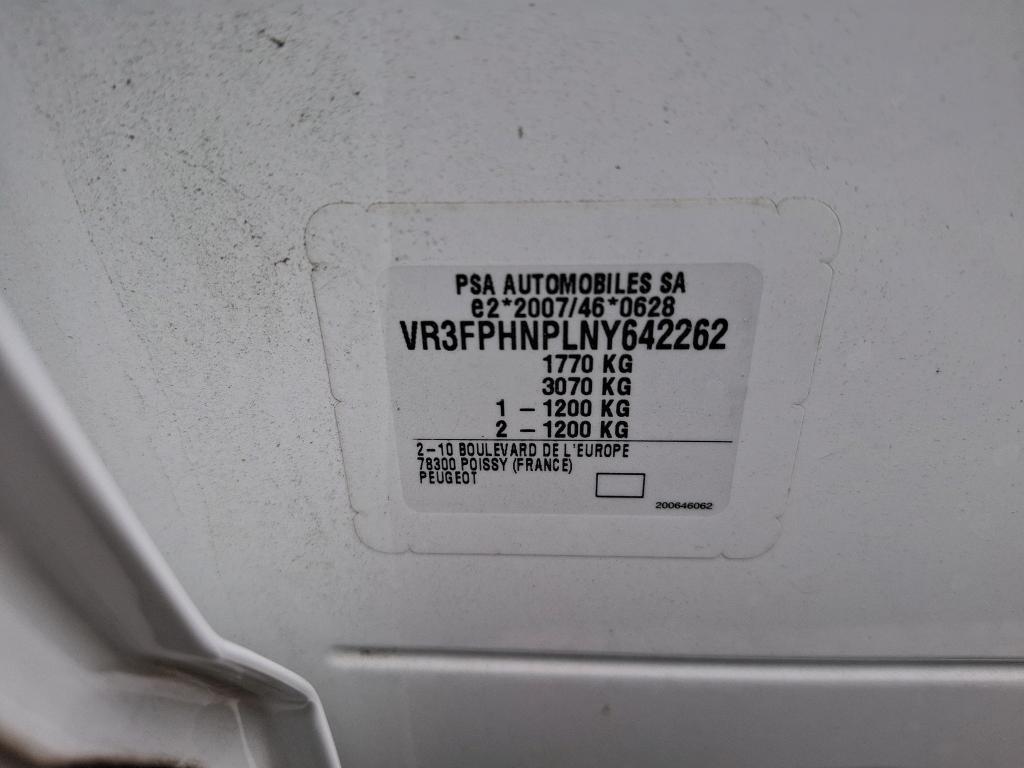 PSA AUTOMOBILES SA
e2*2007/46*0628
VR3FPHNPLNY642262
1770 KG
3070 KG
1 - 1200 KG
2 - 1200 KG
2-10 BOULEVARD DE L'EUROPE
78300 POISSY (FRANCE)
PEUGEOT
200646062